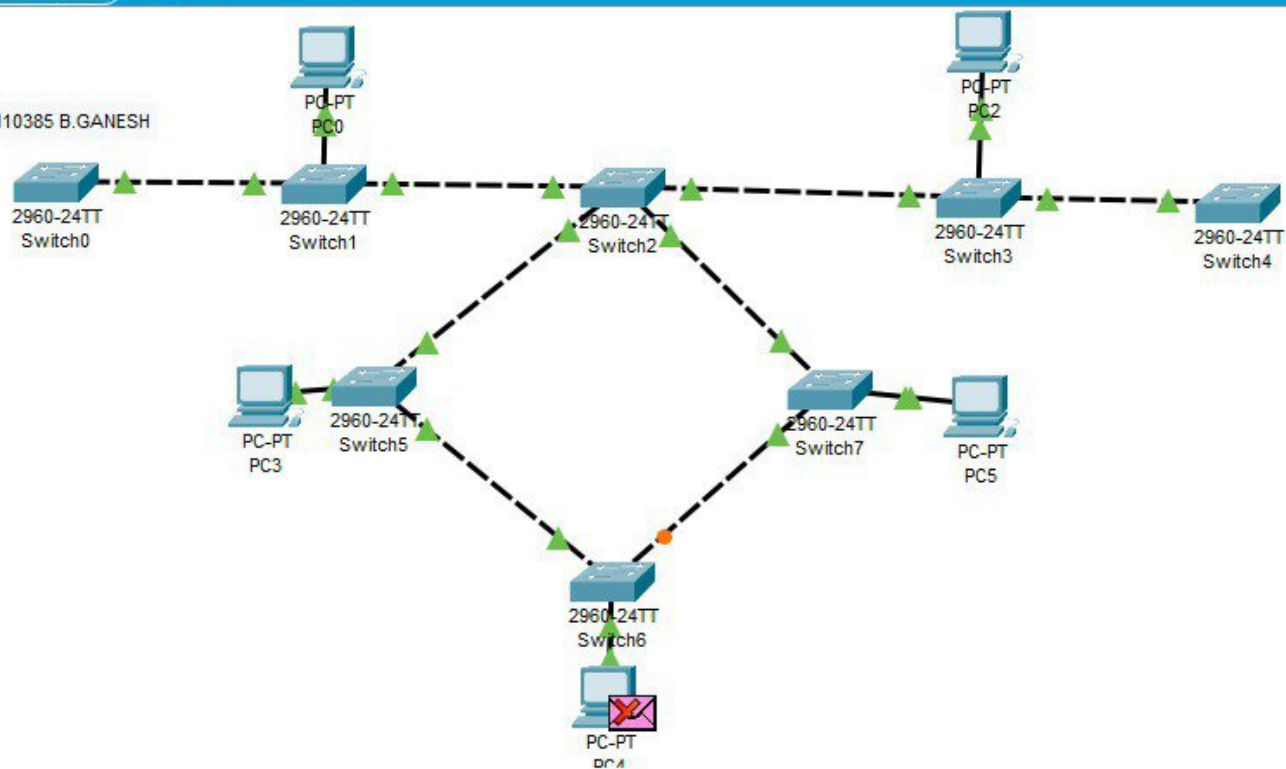 PC-PT
PC0
PC-PT
PC2
10385 B.GANESH
2960-24TT
Switch0
2960-24TT
Switch1
2960-24TT
Switch2
2960-24TT
Switch3
2960-24TT
Switch4
PC-PT
PC3
2960-24TT
Switch5
2960-24TT
Switch7
PC-PT
PC5
2960-24TT
Switch6
PC-PT
PC4